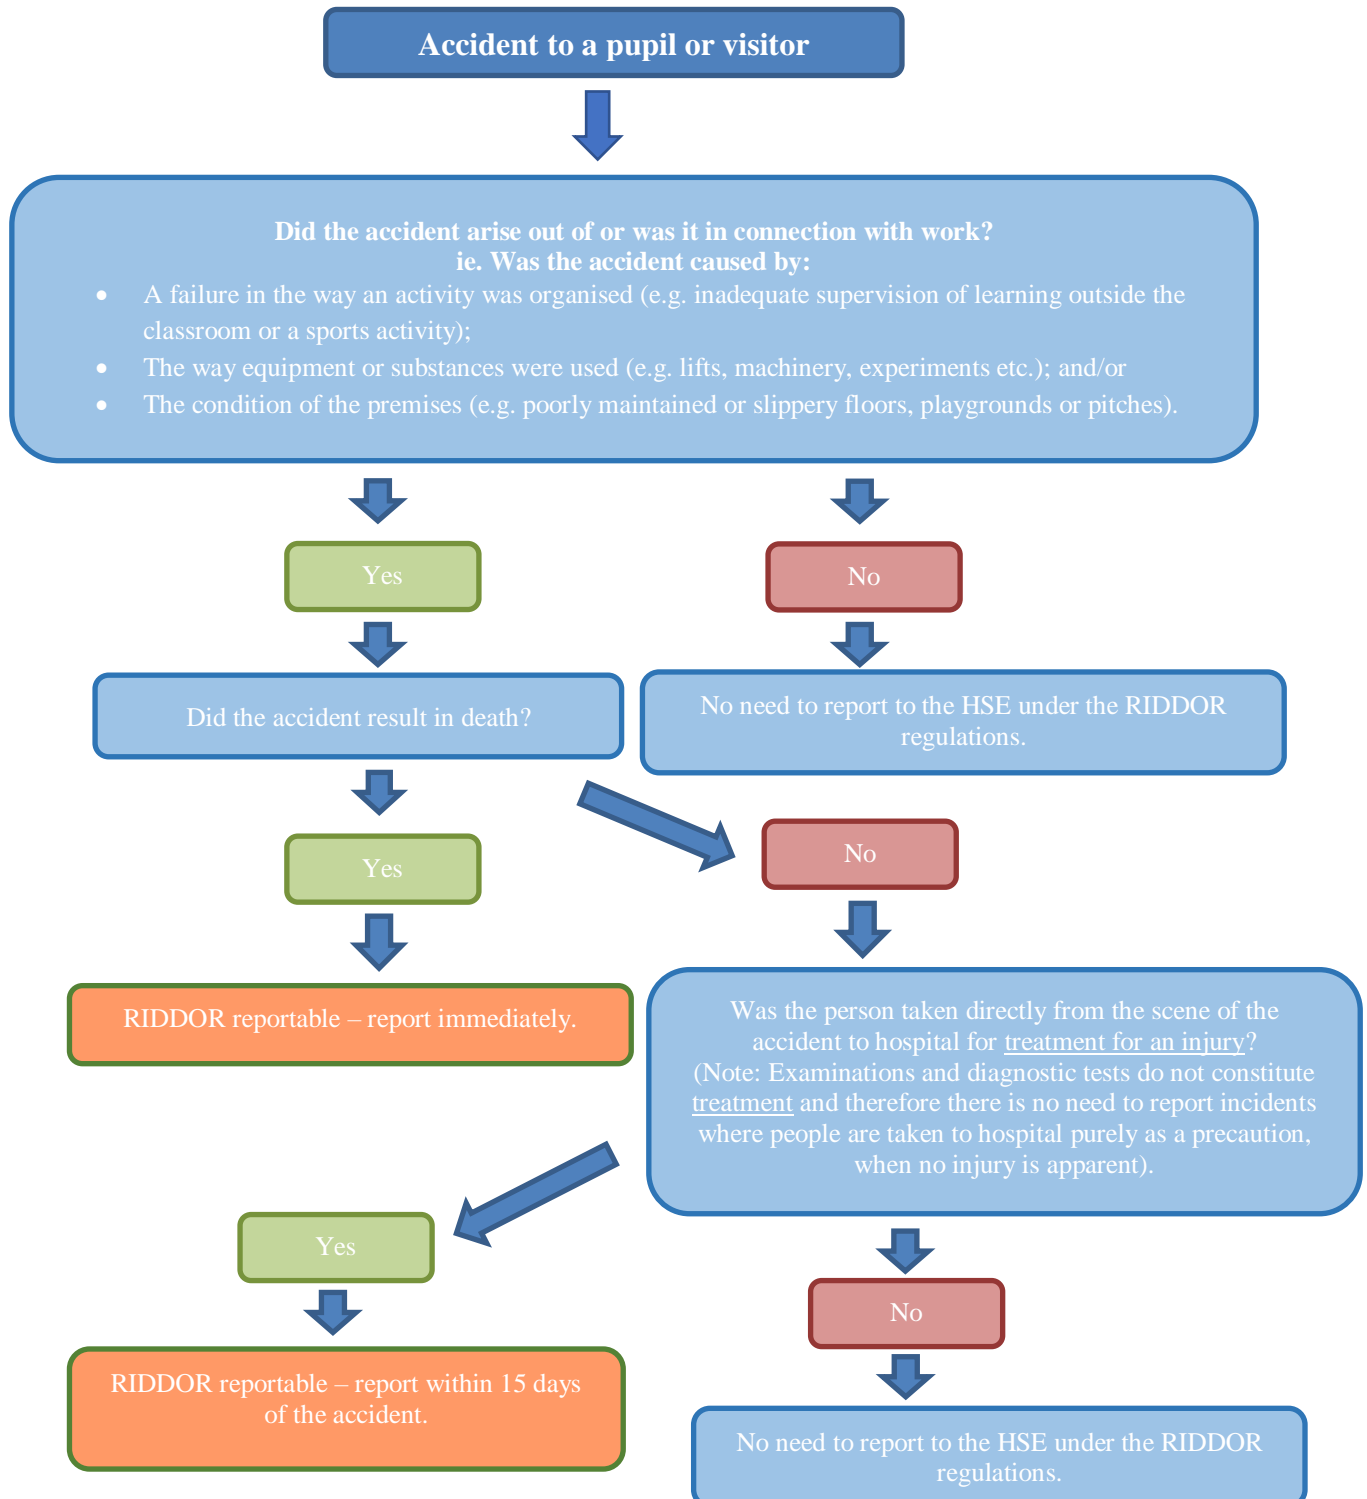 Accident to a pupil or visitor
Did the accident arise out of or was it in connection with work?
ie. Was the accident caused by:
• A failure in the way an activity was organised (e.g. inadequate supervision of learning outside the
classroom or a sports activity);
• The way equipment or substances were used (e.g. lifts, machinery, experiments etc.); and/or
• The condition of the premises (e.g. poorly maintained or slippery floors, playgrounds or pitches).
Yes
No
Did the accident result in death?
No need to report to the HSE under the RIDDOR
regulations.
Yes
No
RIDDOR reportable – report immediately.
Was the person taken directly from the scene of the
accident to hospital for treatment for an injury?
(Note: Examinations and diagnostic tests do not constitute
treatment and therefore there is no need to report incidents
where people are taken to hospital purely as a precaution,
when no injury is apparent).
Yes
No
RIDDOR reportable – report within 15 days
of the accident.
No need to report to the HSE under the RIDDOR
regulations.